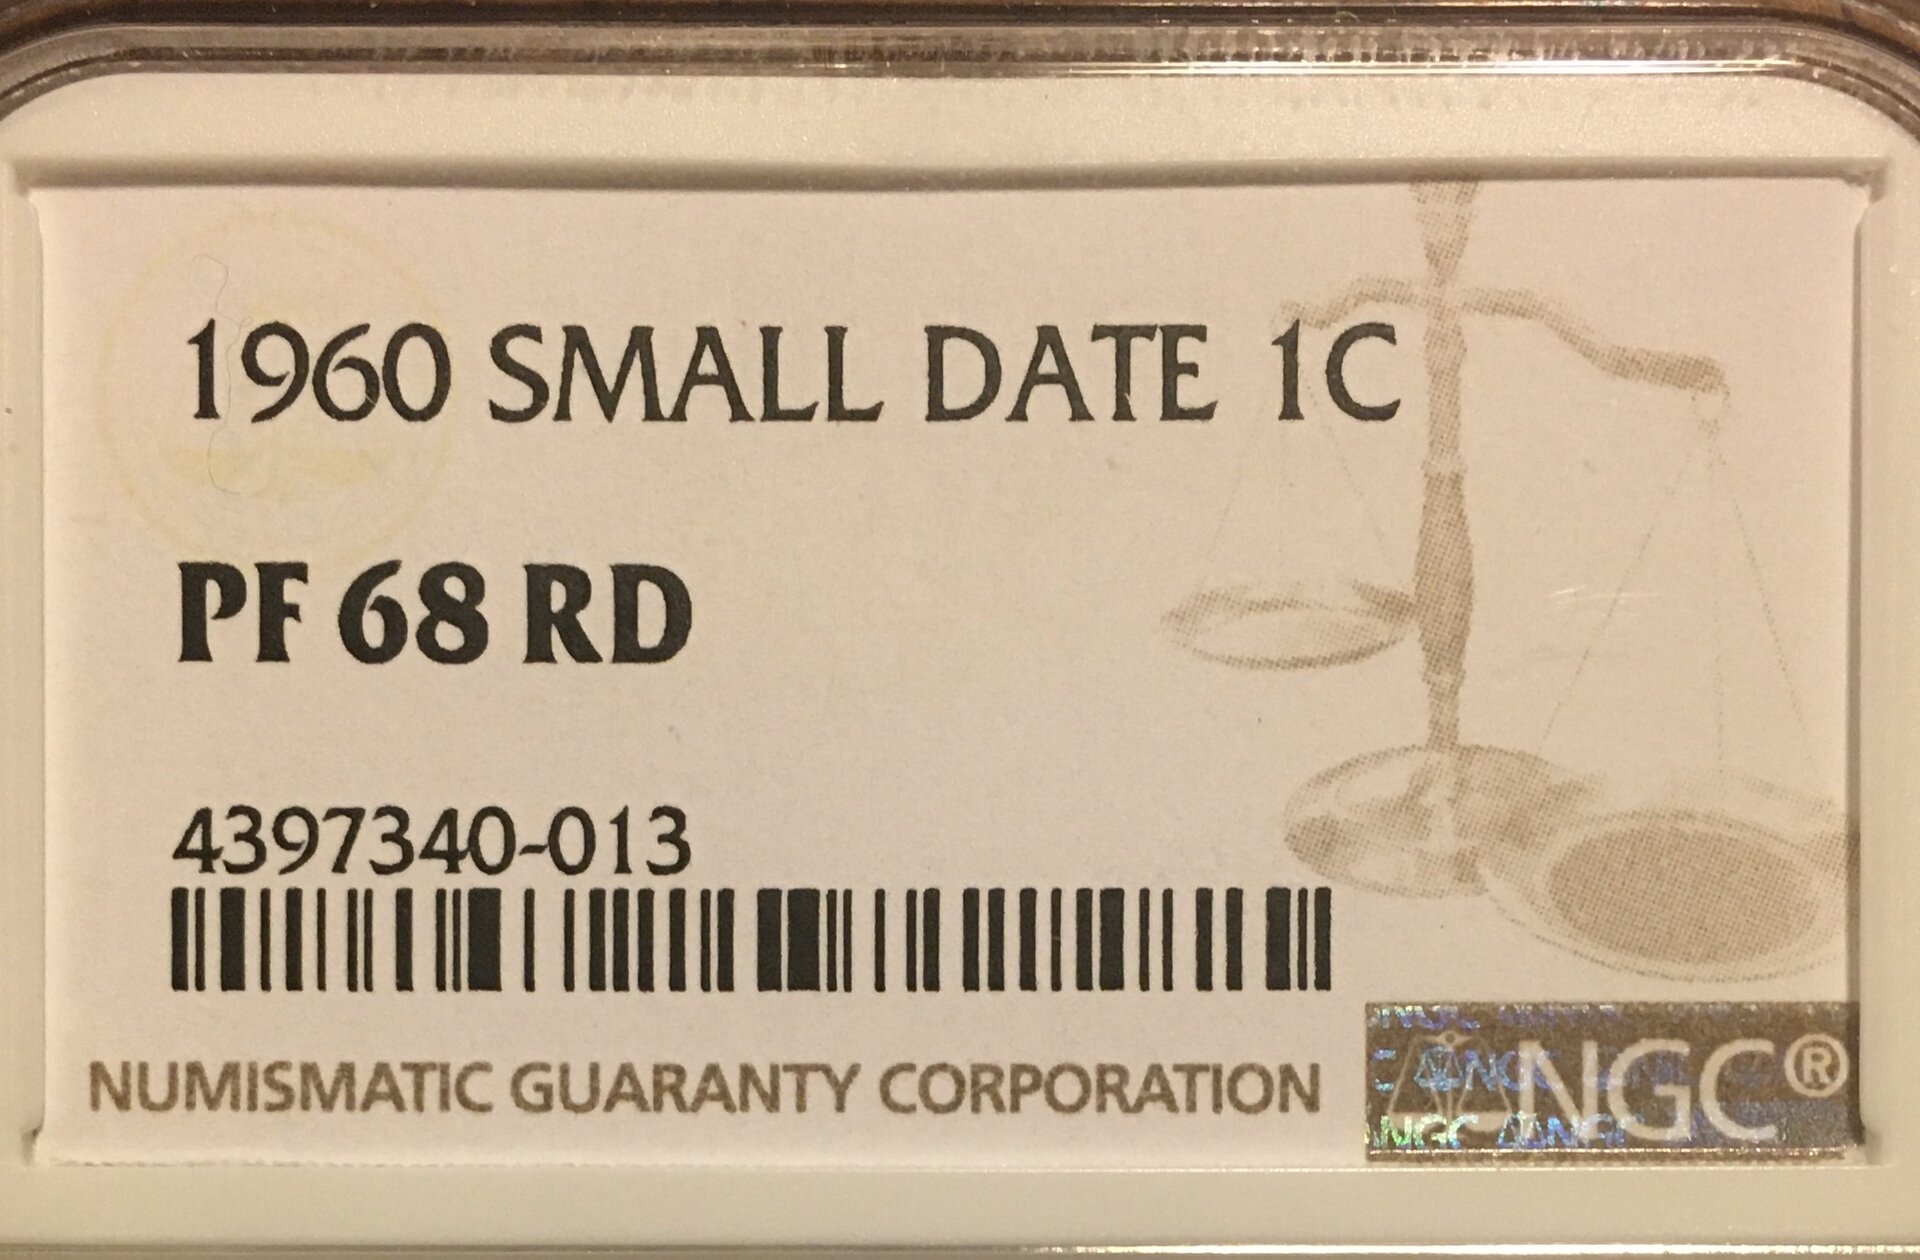 1960 SMALL DATE 1C
PF 68 RD
4397340-013
NUMISMATIC GUARANTY CORPORATION
NGC®